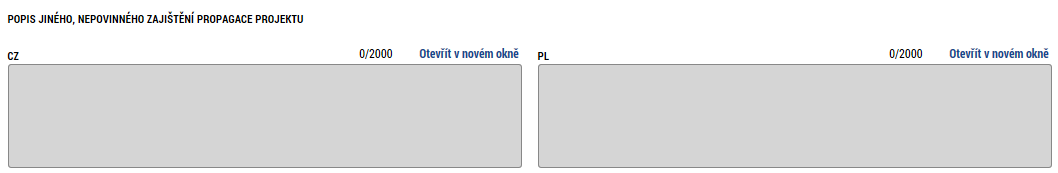 POPIS JINÉHO, NEPOVINNÉHO ZAJIŠTĚNÍ PROPAGACE PROJEKTU
CZ 0/2000 Otevřít v novém okně PL 0/2000 Otevřít v novém okně